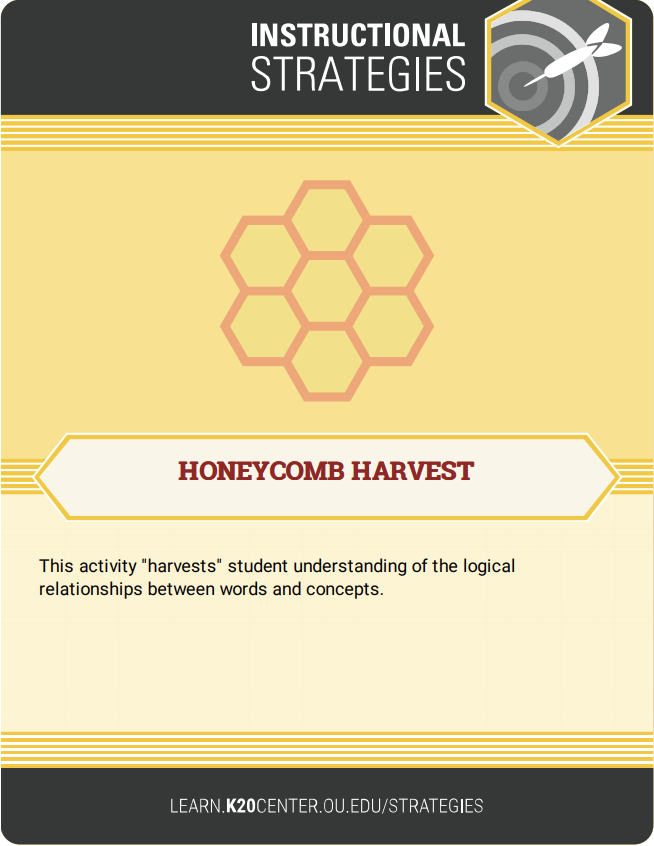 INSTRUCTIONAL
STRATEGIES
HONEYCOMB HARVEST
This activity "harvests" student understanding of the logical
relationships between words and concepts.
LEARN.K20CENTER.OU.EDU/STRATEGIES